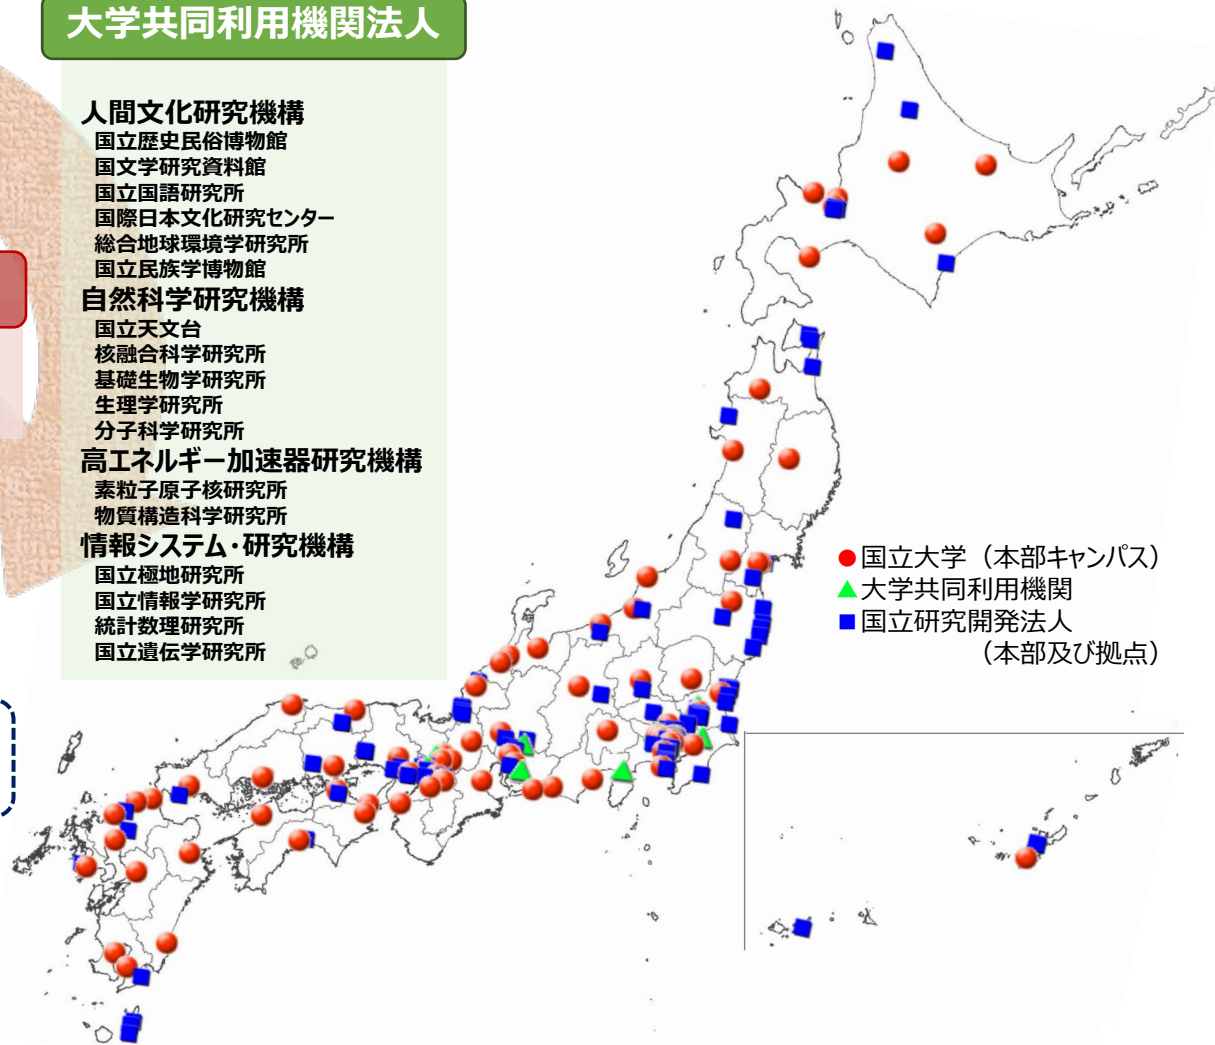 大学共同利用機関法人
人間文化研究機構
国立歴史民俗博物館
国文学研究資料館
国立国語研究所
国際日本文化研究センター
総合地球環境学研究所
国立民族学博物館
自然科学研究機構
国立天文台
核融合科学研究所
基礎生物学研究所
生理学研究所
分子科学研究所
高エネルギー加速器研究機構
素粒子原子核研究所
物質構造科学研究所
情報システム・研究機構
国立極地研究所
国立情報学研究所
統計数理研究所
国立遺伝学研究所
●国立大学（本部キャンパス）
▲大学共同利用機関
■国立研究開発法人
（本部及び拠点）